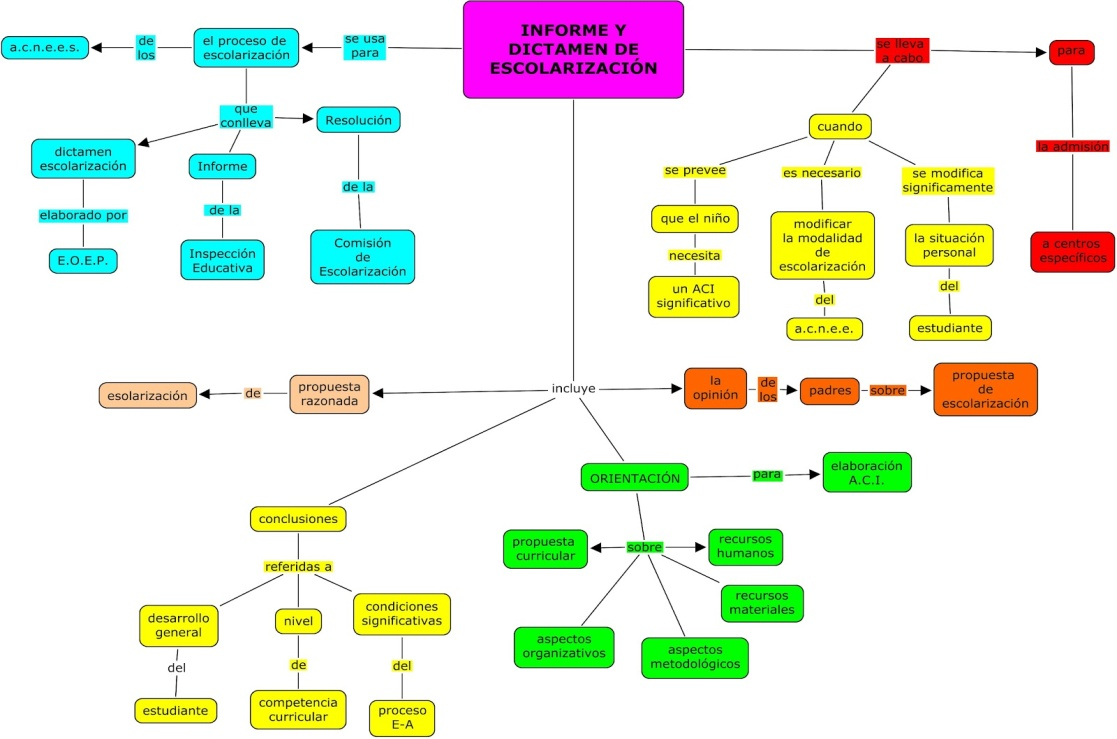 INFORME Y
DICTAMEN DE
ESCOLARIZACIÓN
se usa
para
el proceso de
escolarización
de
los
a.c.n.e.e.s.
que
conlleva
dictamen
escolarización
elaborado por
E.O.E.P.
Informe
de la
Inspección
Educativa
Resolución
de la
Comisión
de
Escolarización
se lleva
a cabo
para
la admisión
a centros
específicos
cuando
se prevee
que el niño
necesita
un ACI
significativo
es necesario
modificar
la modalidad
de
escolarización
del
a.c.n.e.e.
se modifica
significamente
la situación
personal
del
estudiante
incluye
propuesta
razonada
de
esolarización
la
opinión
de
los
padres
sobre
propuesta
de
escolarización
ORIENTACIÓN
para
elaboración
A.C.I.
sobre
propuesta
curricular
recursos
humanos
recursos
materiales
aspectos
organizativos
aspectos
metodológicos
conclusiones
referidas a
desarrollo
general
del
estudiante
nivel
de
competencia
curricular
condiciones
significativas
del
proceso
E-A